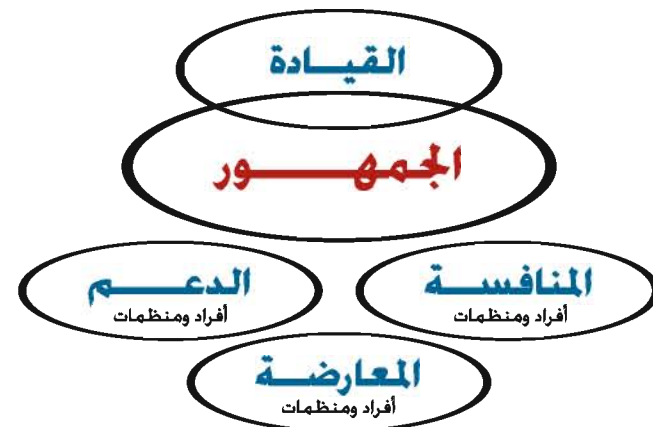 القيادة
الجمهور
المنافسة
أفراد ومنظمات
الدعم
أفراد ومنظمات
المعارضة
أفراد ومنظمات